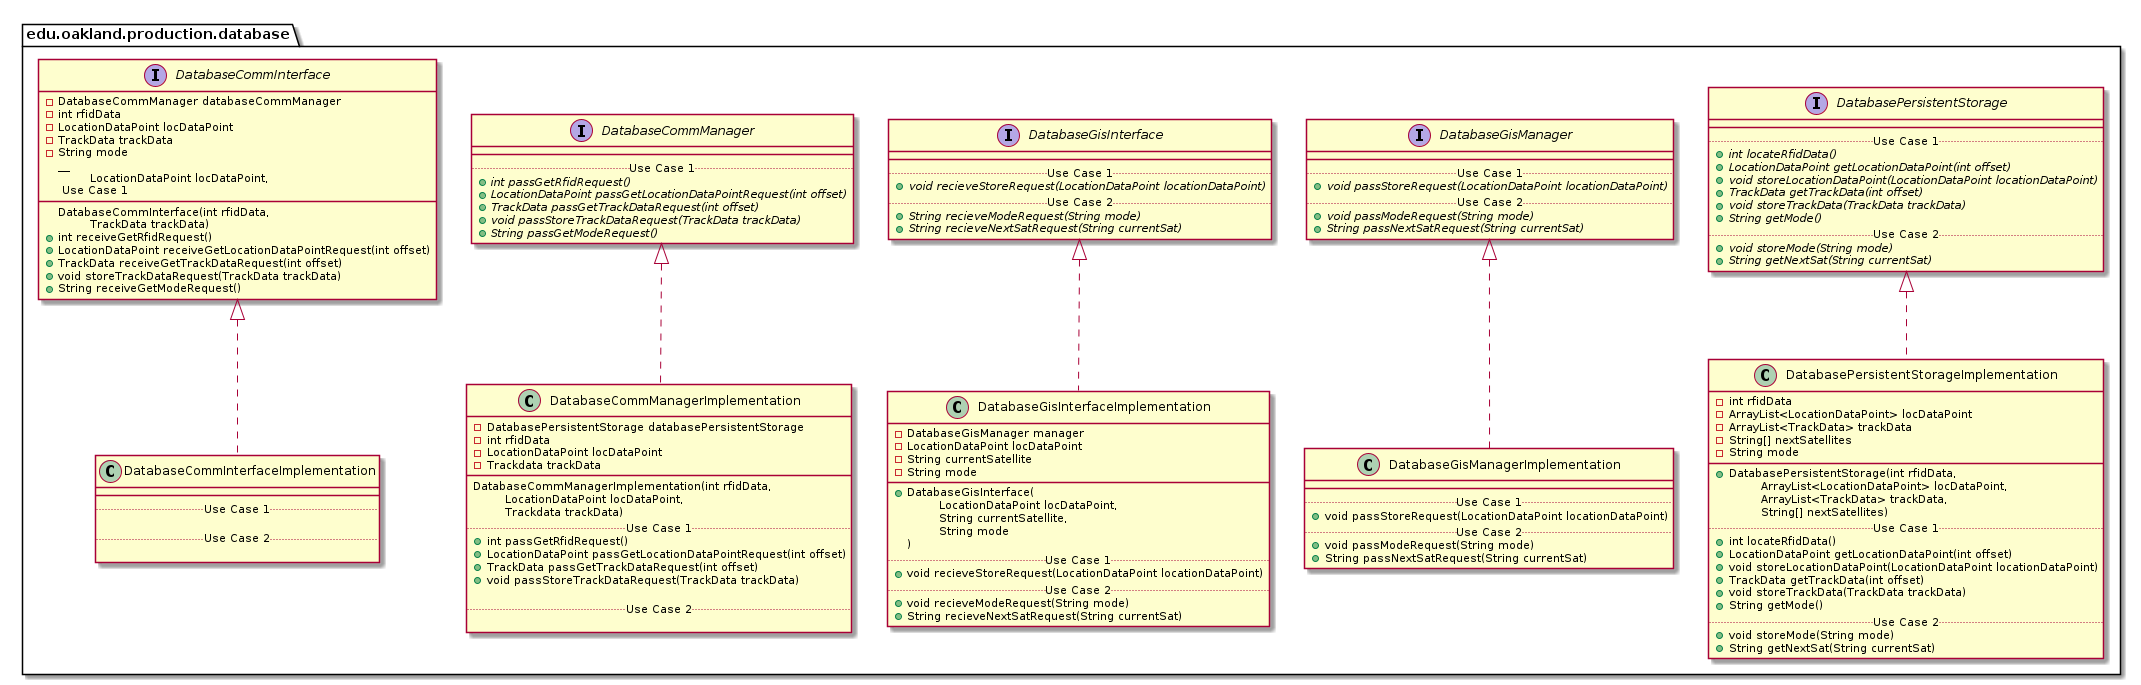 edu.oakland.production.database
I DatabaseCommInterface
DatabaseCommManager databaseCommManager
int rfidData
LocationDataPoint locDataPoint
TrackData trackData
String mode
__
LocationDataPoint locDataPoint,
Use Case 1
DatabaseCommInterface(int rfidData,
TrackData trackData)
int receiveGetRfidRequest()
LocationDataPoint receiveGetLocationDataPointRequest(int offset)
TrackData receiveGetTrackDataRequest(int offset)
void storeTrackDataRequest(TrackData trackData)
String receiveGetModeRequest()
I DatabaseCommManager
Use Case 1
int passGetRfidRequest()
LocationDataPoint passGetLocationDataPointRequest(int offset)
TrackData passGetTrackDataRequest(int offset)
void passStoreTrackDataRequest(TrackData trackData)
String passGetModeRequest()
I DatabaseGisInterface
Use Case 1
void recieveStoreRequest(LocationDataPoint locationDataPoint)
Use Case 2
String recieveModeRequest(String mode)
String recieveNextSatRequest(String currentSat)
I DatabaseGisManager
Use Case 1
void passStoreRequest(LocationDataPoint locationDataPoint)
Use Case 2
void passModeRequest(String mode)
String passNextSatRequest(String currentSat)
I DatabasePersistentStorage
Use Case 1
int locateRfidData()
LocationDataPoint getLocationDataPoint(int offset)
void storeLocationDataPoint(LocationDataPoint locationDataPoint)
TrackData getTrackData(int offset)
void storeTrackData(TrackData trackData)
String getMode()
Use Case 2
void storeMode(String mode)
String getNextSat(String currentSat)
C DatabaseCommInterfaceImplementation
Use Case 1
Use Case 2
C DatabaseCommManagerImplementation
DatabasePersistentStorage databasePersistentStorage
int rfidData
LocationDataPoint locDataPoint
Trackdata trackData
DatabaseCommManagerImplementation(int rfidData,
LocationDataPoint locDataPoint,
Trackdata trackData)
Use Case 1
int passGetRfidRequest()
LocationDataPoint passGetLocationDataPointRequest(int offset)
TrackData passGetTrackDataRequest(int offset)
void passStoreTrackDataRequest(TrackData trackData)
Use Case 2
C DatabaseGisInterfaceImplementation
DatabaseGisManager manager
LocationDataPoint locDataPoint
String currentSatellite
String mode
DatabaseGisInterface(
LocationDataPoint locDataPoint,
String currentSatellite,
String mode
)
Use Case 1
void recieveStoreRequest(LocationDataPoint locationDataPoint)
Use Case 2
void recieveModeRequest(String mode)
String recieveNextSatRequest(String currentSat)
C DatabaseGisManagerImplementation
Use Case 1
void passStoreRequest(LocationDataPoint locationDataPoint)
Use Case 2
void passModeRequest(String mode)
String passNextSatRequest(String currentSat)
C DatabasePersistentStorageImplementation
int rfidData
ArrayList<LocationDataPoint> locDataPoint
ArrayList<TrackData> trackData
String[] nextSatellites
String mode
DatabasePersistentStorage(int rfidData,
ArrayList<LocationDataPoint> locDataPoint,
ArrayList<TrackData> trackData,
String[] nextSatellites)
Use Case 1
int locateRfidData()
LocationDataPoint getLocationDataPoint(int offset)
void storeLocationDataPoint(LocationDataPoint locationDataPoint)
TrackData getTrackData(int offset)
void storeTrackData(TrackData trackData)
String getMode()
Use Case 2
void storeMode(String mode)
String getNextSat(String currentSat)